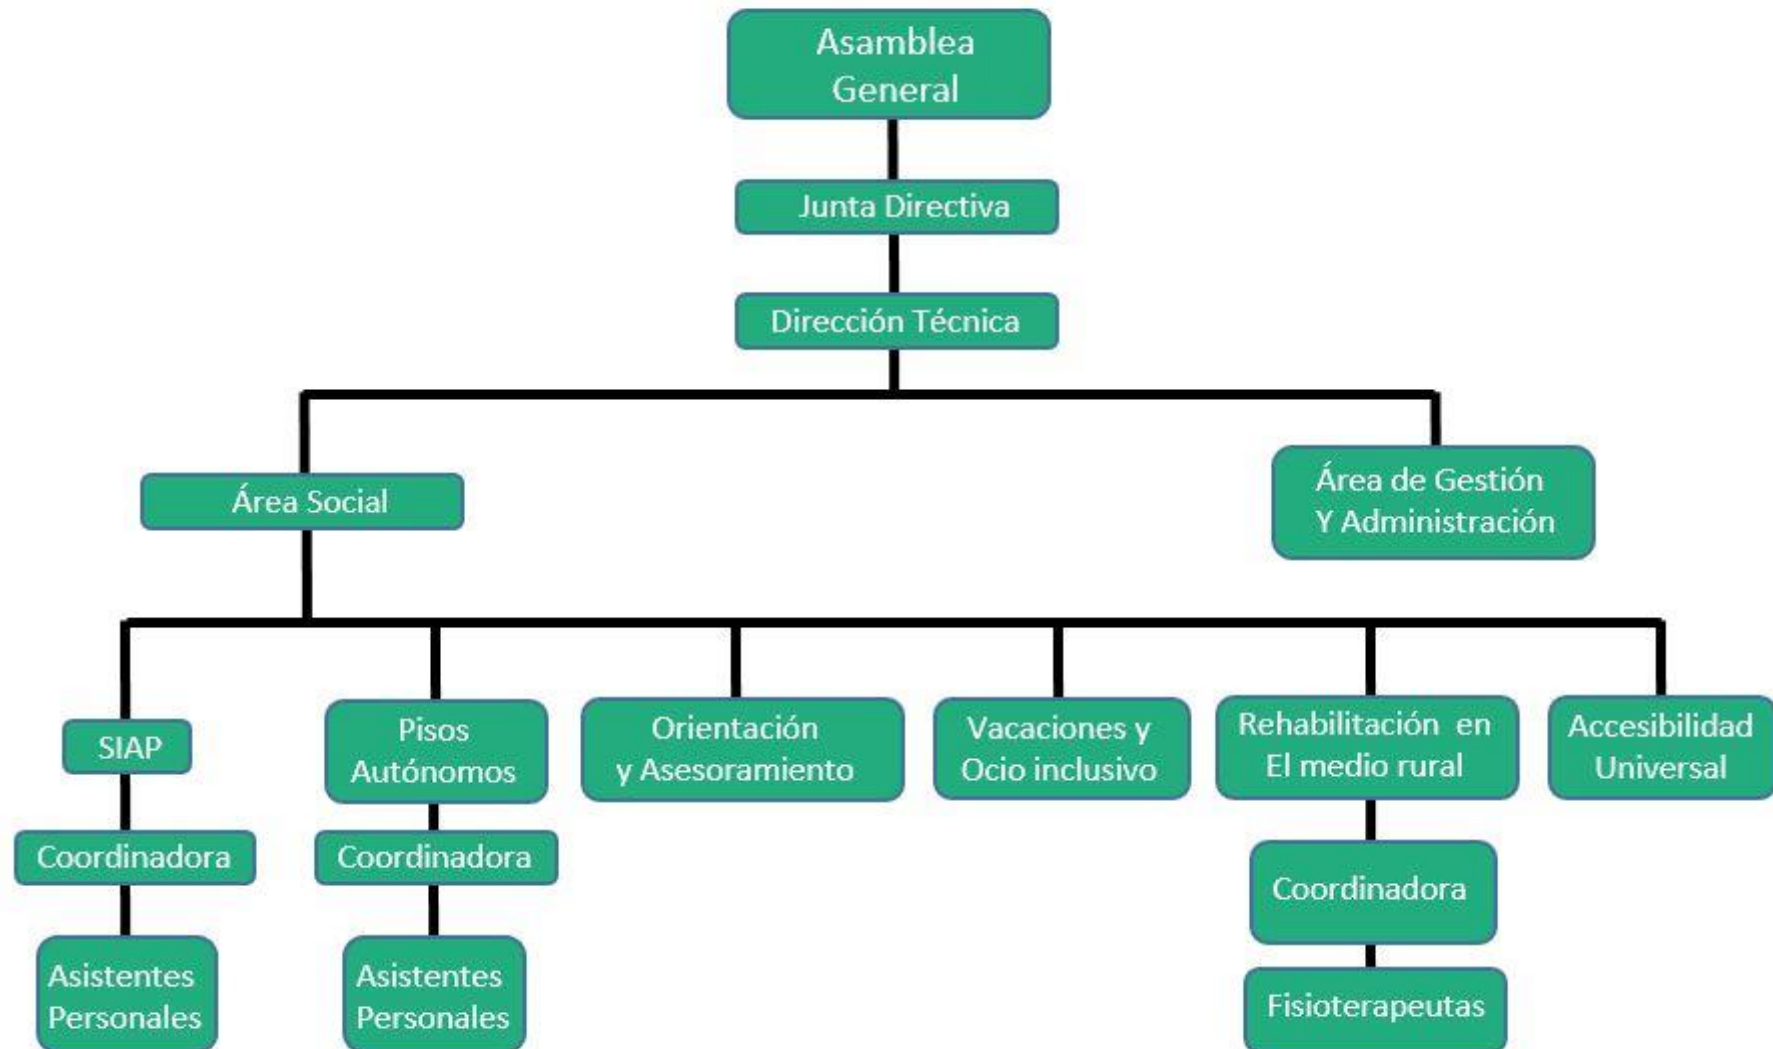 Asamblea
General
Junta Directiva
Dirección Técnica
Área Social
Área de Gestión
Y Administración
SIAP
Pisos
Autónomos
Orientación
y Asesoramiento
Vacaciones y
Ocio inclusivo
Rehabilitación en
El medio rural
Accesibilidad
Universal
Coordinadora
Coordinadora
Coordinadora
Asistentes
Personales
Asistentes
Personales
Fisioterapeutas